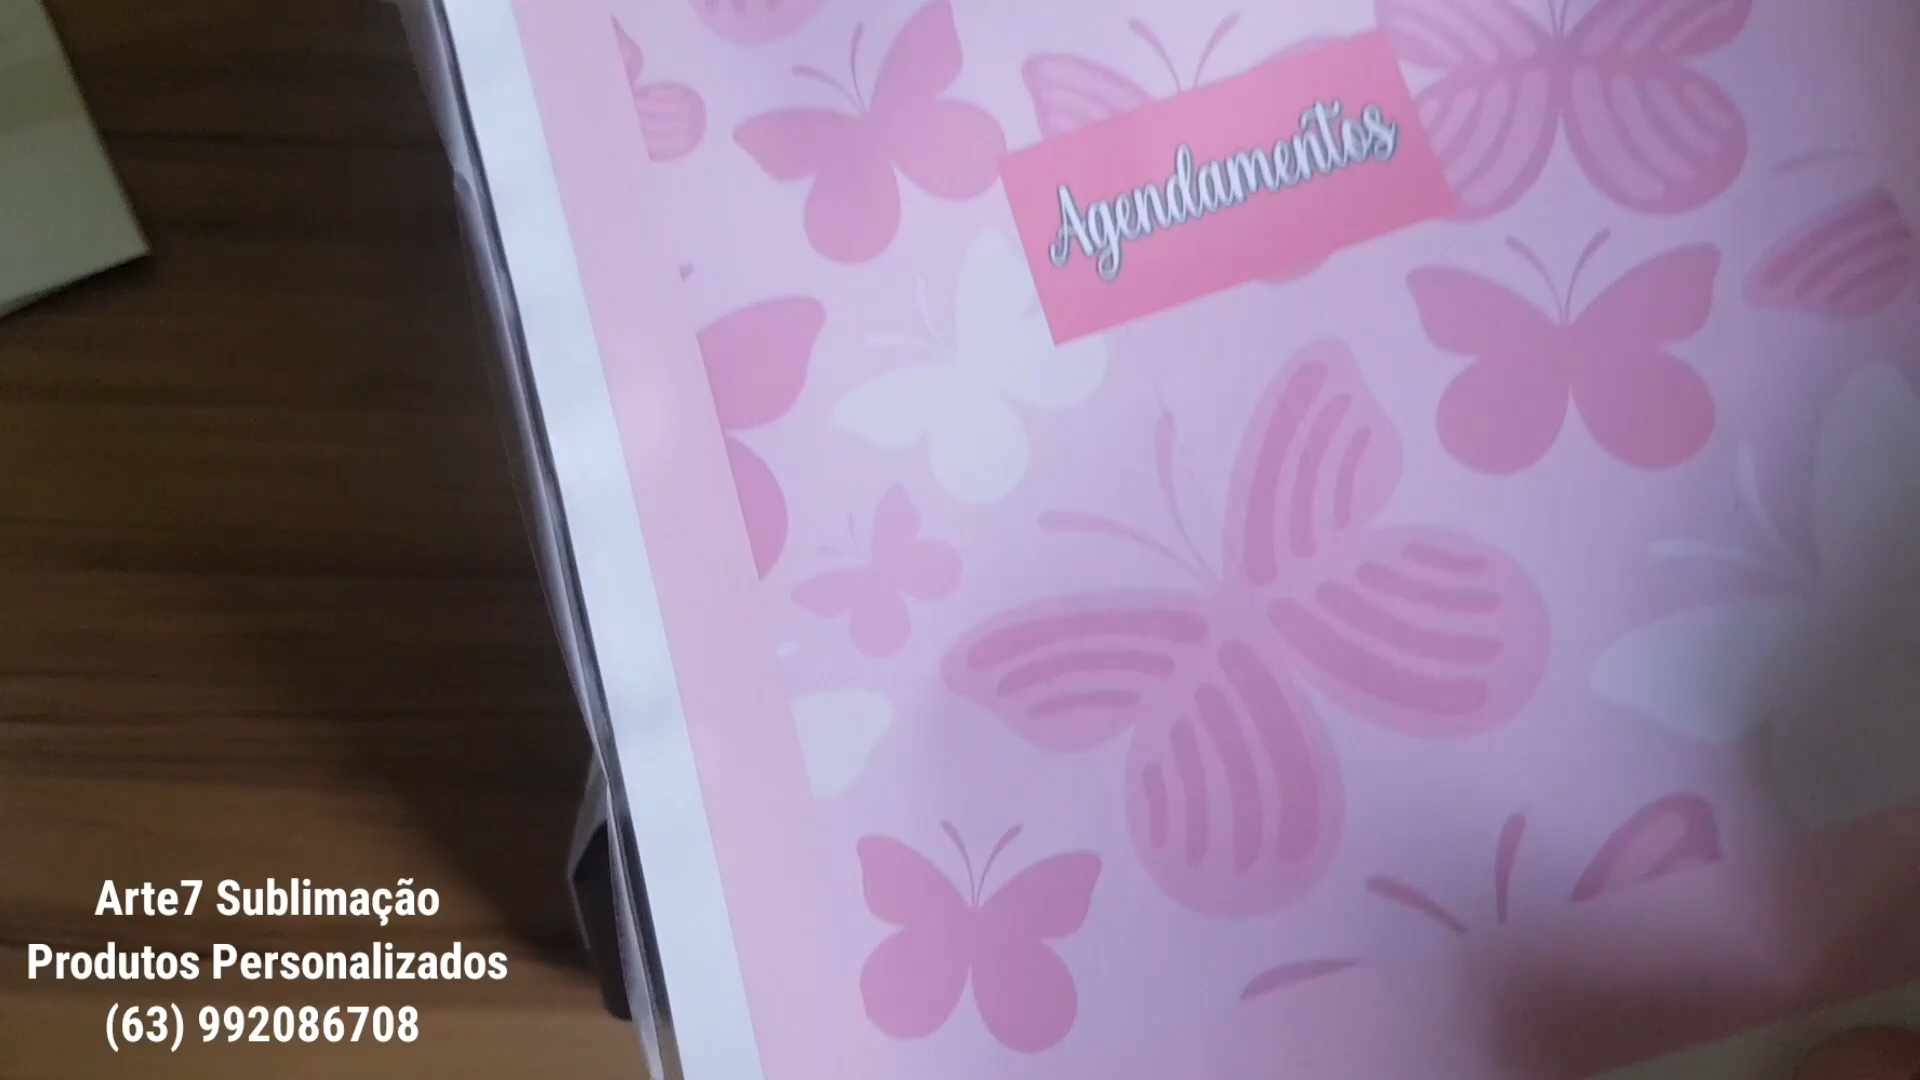 Agendamentos
Arte7 Sublimação
Produtos Personalizados
(63) 992086708